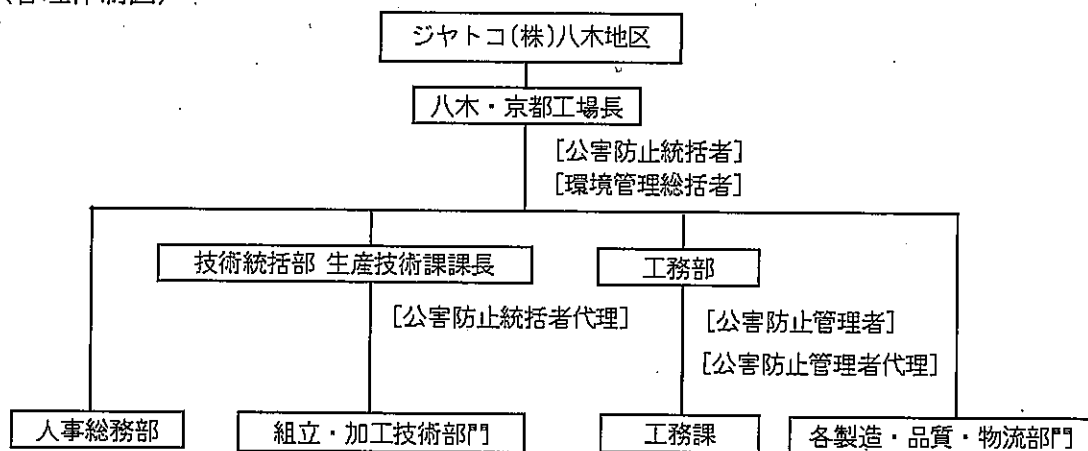 ジヤトコ(株)八木地区
八木・京都工場長
[公害防止統括者]
[環境管理総括者]
技術統括部 生産技術課課長
工務部
[公害防止統括者代理]
[公害防止管理者]
[公害防止管理者代理]
人事総務部
組立・加工技術部門
工務課
各製造・品質・物流部門